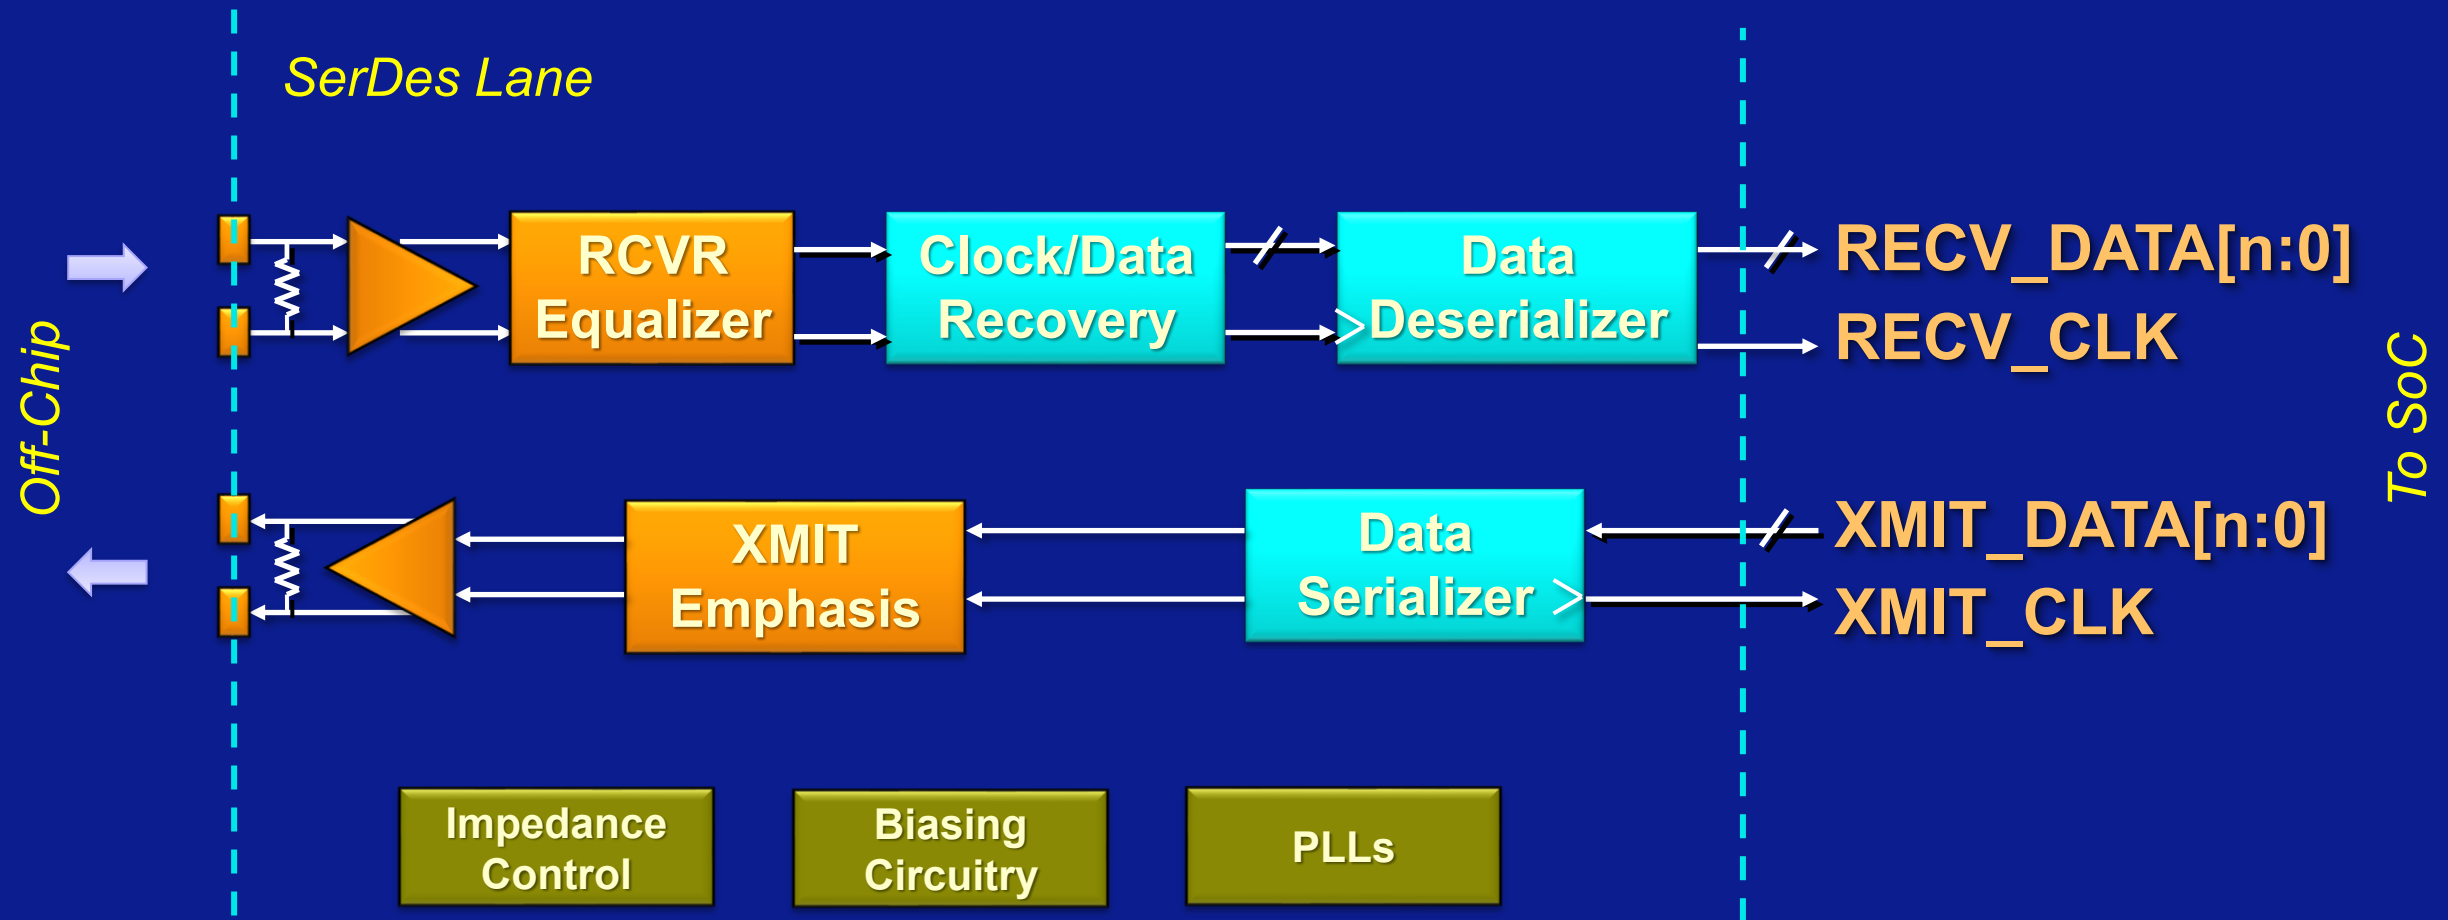 SerDes Lane
Off-Chip
RCVR
Equalizer
Clock/Data
Recovery
Data
Deserializer
RECV_DATA[n:0]
RECV_CLK
To SoC
XMIT
Emphasis
Data
Serializer
XMIT_DATA[n:0]
XMIT_CLK
Impedance
Control
Biasing
Circuitry
PLLs